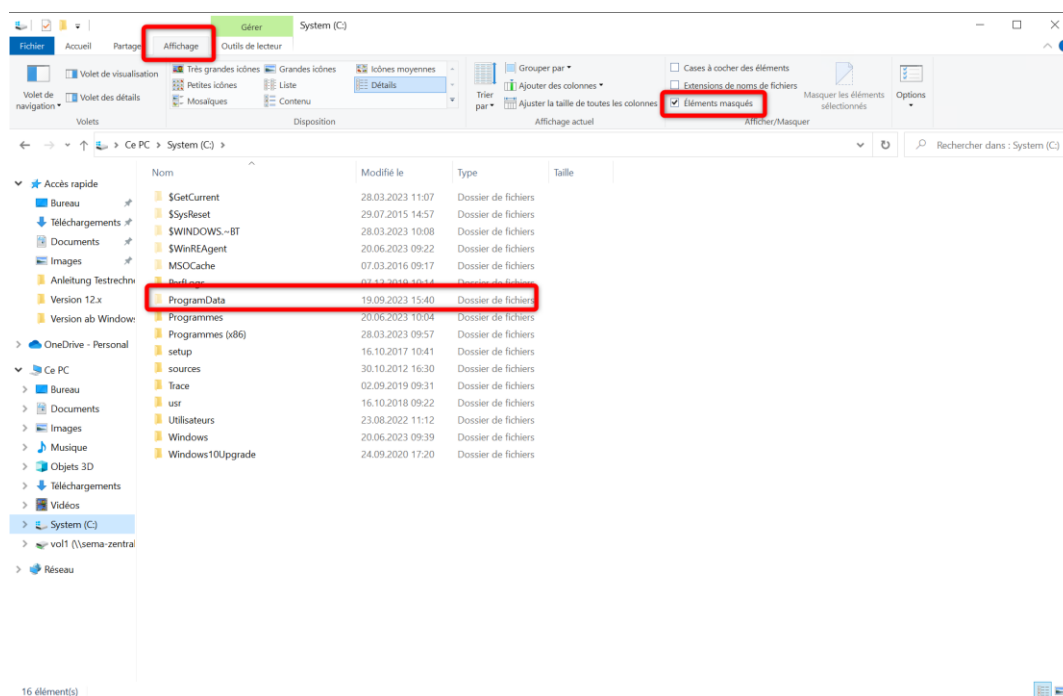 Gérer System (C:)
Fichier Accueil Partage Affichage Outils de lecteur
Volet de navigation
Volet de visualisation
Volet des détails
Volets
Très grandes icônes Grandes icônes Icônes moyennes
Petites icônes Liste Détails
Mosaïques Contenu
Disposition
Trier par
Grouper par
Ajouter des colonnes
Ajuster la taille de toutes les colonnes
Affichage actuel
Cases à cocher des éléments
Extensions de noms de fichiers
Éléments masqués
Masquer les éléments sélectionnés
Afficher/Masquer
Options
Ce PC > System (C:) >
Rechercher dans : System (C:)
Nom Modifié le Type Taille
Accès rapide
Bureau
Téléchargements
Documents
Images
Anleitung Testrechn
Version 12.x
Version ab Window
OneDrive - Personal
Ce PC
Bureau
Documents
Images
Musique
Objets 3D
Téléchargements
Vidéos
System (C:)
vol1 (\\sema-zentral
Réseau
$GetCurrent 28.03.2023 11:07 Dossier de fichiers
$SysReset 29.07.2015 14:57 Dossier de fichiers
$WINDOWS.~BT 28.03.2023 10:08 Dossier de fichiers
$WinREAgent 20.06.2023 09:22 Dossier de fichiers
MSOCache 07.03.2016 09:17 Dossier de fichiers
PerfLogs 07.12.2019 10:14 Dossier de fichiers
ProgramData 19.09.2023 15:40 Dossier de fichiers
Programmes 20.06.2023 10:04 Dossier de fichiers
Programmes (x86) 28.03.2023 09:57 Dossier de fichiers
setup 16.10.2017 10:41 Dossier de fichiers
sources 30.10.2012 16:30 Dossier de fichiers
Trace 02.09.2019 09:31 Dossier de fichiers
usr 16.10.2018 09:22 Dossier de fichiers
Utilisateurs 23.08.2022 11:12 Dossier de fichiers
Windows 20.06.2023 09:39 Dossier de fichiers
Windows10Upgrade 24.09.2020 17:20 Dossier de fichiers
16 élément(s)